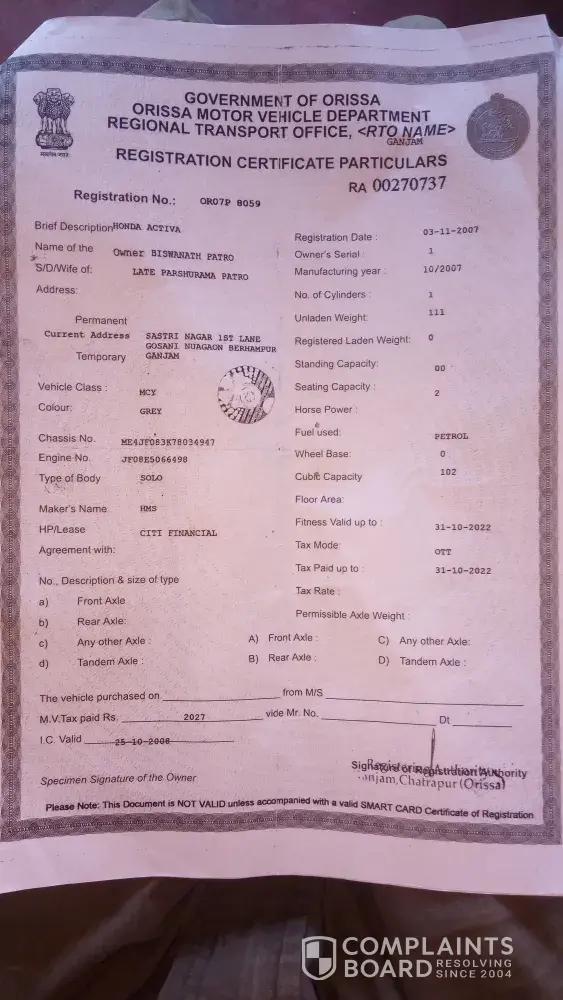 GOVERNMENT OF ORISSA
ORISSA MOTOR VEHICLE DEPARTMENT
REGIONAL TRANSPORT OFFICE, <RTO NAME>
GANJAM
REGISTRATION CERTIFICATE PARTICULARS
RA 00270737
Registration No.: OR07P 8059
Brief Description HONDA ACTIVA
Name of the Owner BISWANATH PATRO
S/D/Wife of: LATE PARSHURAMA PATRO
Address:
Permanent
Current Address SASTRI NAGAR 1ST LANE
GOSANI NUAGAON BERHAMPUR
Temporary GANJAM
Vehicle Class : MCY
Colour: GREY
Chassis No. ME4JF083K78034947
Engine No. JF08E5066498
Type of Body SOLO
Maker's Name HMS
HP/Lease CITI FINANCIAL
Agreement with:
No., Description & size of type
a) Front Axle
b) Rear Axle:
c) Any other Axle :
d) Tandem Axle :
Registration Date : 03-11-2007
Owner's Serial : 1
Manufacturing year : 10/2007
No. of Cylinders : 1
Unladen Weight: 111
Registered Laden Weight: 0
Standing Capacity: 00
Seating Capacity : 2
Horse Power :
Fuel used: PETROL
Wheel Base: 0
Cubic Capacity 102
Floor Area:
Fitness Valid up to : 31-10-2022
Tax Mode: OTT
Tax Paid up to : 31-10-2022
Tax Rate :
Permissible Axle Weight :
A) Front Axle : C) Any other Axle:
B) Rear Axle : D) Tandem Axle :
The vehicle purchased on from M/S
M.V.Tax paid Rs. 2027 vide Mr. No. Dt
I.C. Valid 25-10-2008
Signature of Registration Authority
Registering Authority
Ganjam, Chatrapur (Orissa)
Specimen Signature of the Owner
Please Note: This Document is NOT VALID unless accompanied with a valid SMART CARD Certificate of Registration
COMPLAINTS
BOARD RESOLVING
SINCE 2004